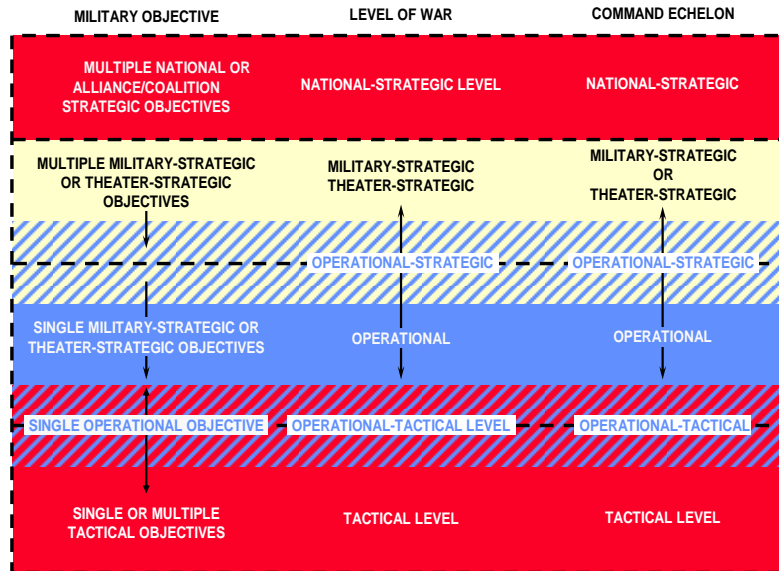 MILITARY OBJECTIVE
LEVEL OF WAR
COMMAND ECHELON
MULTIPLE NATIONAL OR
ALLIANCE/COALITION
STRATEGIC OBJECTIVES
NATIONAL-STRATEGIC LEVEL
NATIONAL-STRATEGIC
MULTIPLE MILITARY-STRATEGIC
OR THEATER-STRATEGIC
OBJECTIVES
MILITARY-STRATEGIC
THEATER-STRATEGIC
MILITARY-STRATEGIC
OR
THEATER-STRATEGIC
OPERATIONAL-STRATEGIC
OPERATIONAL-STRATEGIC
SINGLE MILITARY-STRATEGIC OR
THEATER-STRATEGIC OBJECTIVES
OPERATIONAL
OPERATIONAL
SINGLE OPERATIONAL OBJECTIVE
OPERATIONAL-TACTICAL LEVEL
OPERATIONAL-TACTICAL
SINGLE OR MULTIPLE
TACTICAL OBJECTIVES
TACTICAL LEVEL
TACTICAL LEVEL